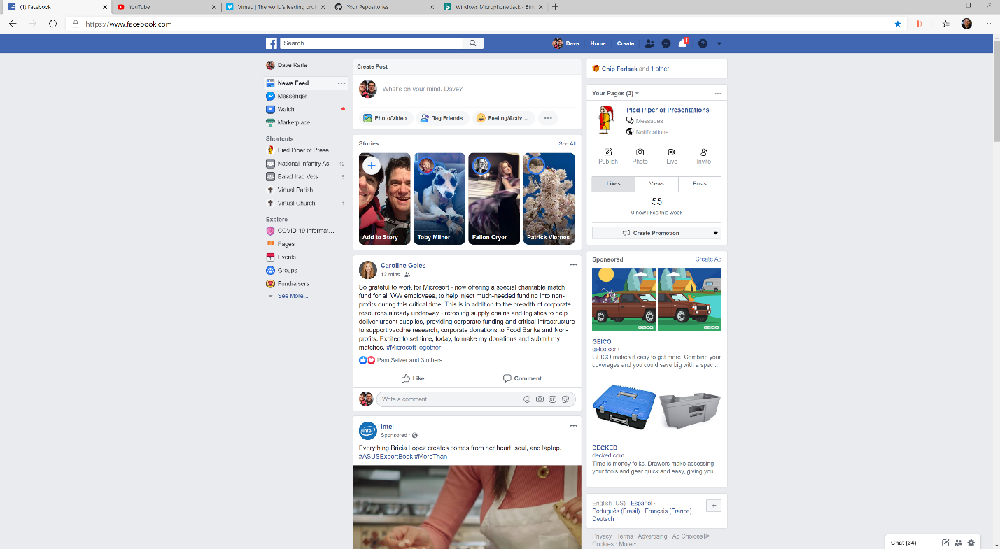 (1) Facebook
YouTube
Vimeo | The world's leading prof
Your Repositories
Windows Microphone Jack - Bin
https://www.facebook.com
Search
Dave
Home
Create
1
Dave Karle
News Feed
Messenger
Watch
Marketplace
Shortcuts
Pied Piper of Prese...
National Infantry As... 12
Balad Iraq Vets 5
Virtual Parish
Virtual Church 1
Explore
COVID-19 Informat...
Pages
Events
Groups
Fundraisers
See More...
Create Post
What's on your mind, Dave?
Photo/Video
Tag Friends
Feeling/Activ...
Stories
See All
Add to Story
Toby Milner
Fallon Cryer
Patrick Viernes
Caroline Goles
12 mins
So grateful to work for Microsoft - now offering a special charitable match
fund for all WW employees, to help inject much-needed funding into non-
profits during this critical time. This is in addition to the breadth of corporate
resources already underway - retooling supply chains and logistics to help
deliver urgent supplies, providing corporate funding and critical infrastructure
to support vaccine research, corporate donations to Food Banks and Non-
profits. Excited to set time, today, to make my donations and submit my
matches. #MicrosoftTogether
Pam Salzer and 3 others
Like
Comment
Write a comment...
GIF
intel
Intel
Sponsored ·
Everything Bricia Lopez creates comes from her heart, soul, and laptop.
#ASUSExpertBook #MoreThan
Chip Ferlaak and 1 other
Your Pages (3)
Pied Piper of Presentations
Messages
Notifications
Publish
Photo
Live
Invite
Likes
Views
Posts
55
0 new likes this week
Create Promotion
Sponsored
Create Ad
GEICO
GEICO
GEICO
geico.com
GEICO makes it easy to get more. Combine your
coverages and you could save big with a spec...
DECKED
decked.com
Time is money folks. Drawers make accessing
your tools and gear quick and easy, giving you...
English (US) · Español ·
Português (Brasil) · Français (France) ·
Deutsch
Privacy · Terms · Advertising · Ad Choices ·
Cookies · More
Chat (34)